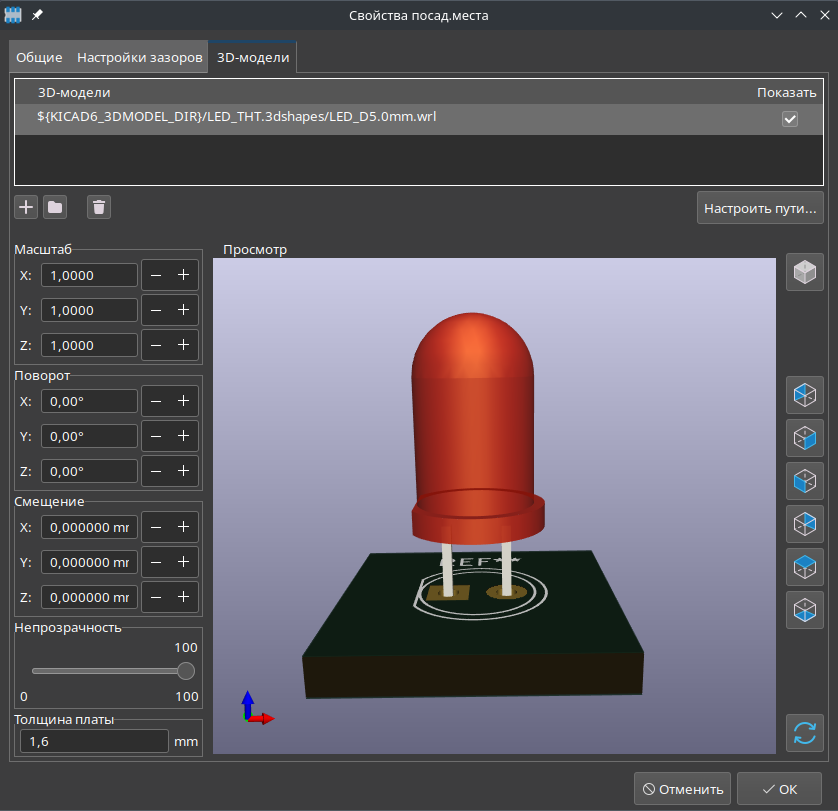 Свойства посад.места
Общие Настройки зазоров 3D-модели
3D-модели Показать
${KICAD6_3DMODEL_DIR}/LED_THT.3dshapes/LED_D5.0mm.wrl
Настроить пути...
Масштаб
X: 1,0000 − +
Y: 1,0000 − +
Z: 1,0000 − +
Поворот
X: 0,00° − +
Y: 0,00° − +
Z: 0,00° − +
Смещение
X: 0,000000 mr − +
Y: 0,000000 mr − +
Z: 0,000000 mr − +
Непрозрачность
100
0 100
Толщина платы
1,6 mm
Просмотр
REF**
Отменить OK